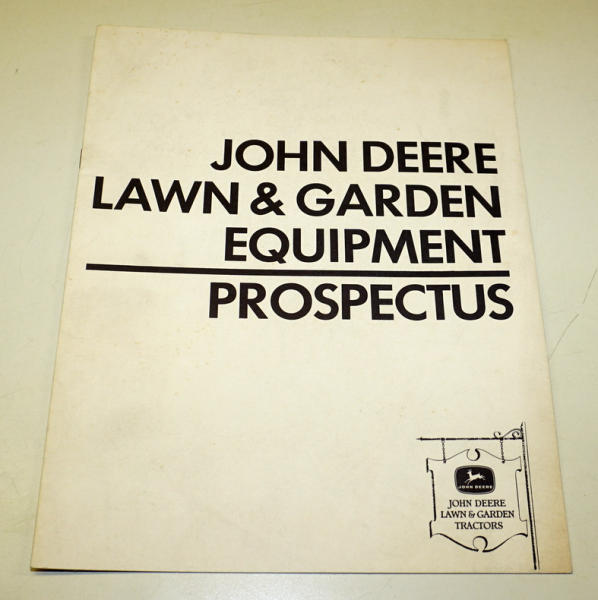 JOHN DEERE
LAWN & GARDEN
EQUIPMENT
PROSPECTUS
JOHN DEERE
JOHN DEERE
LAWN & GARDEN
TRACTORS